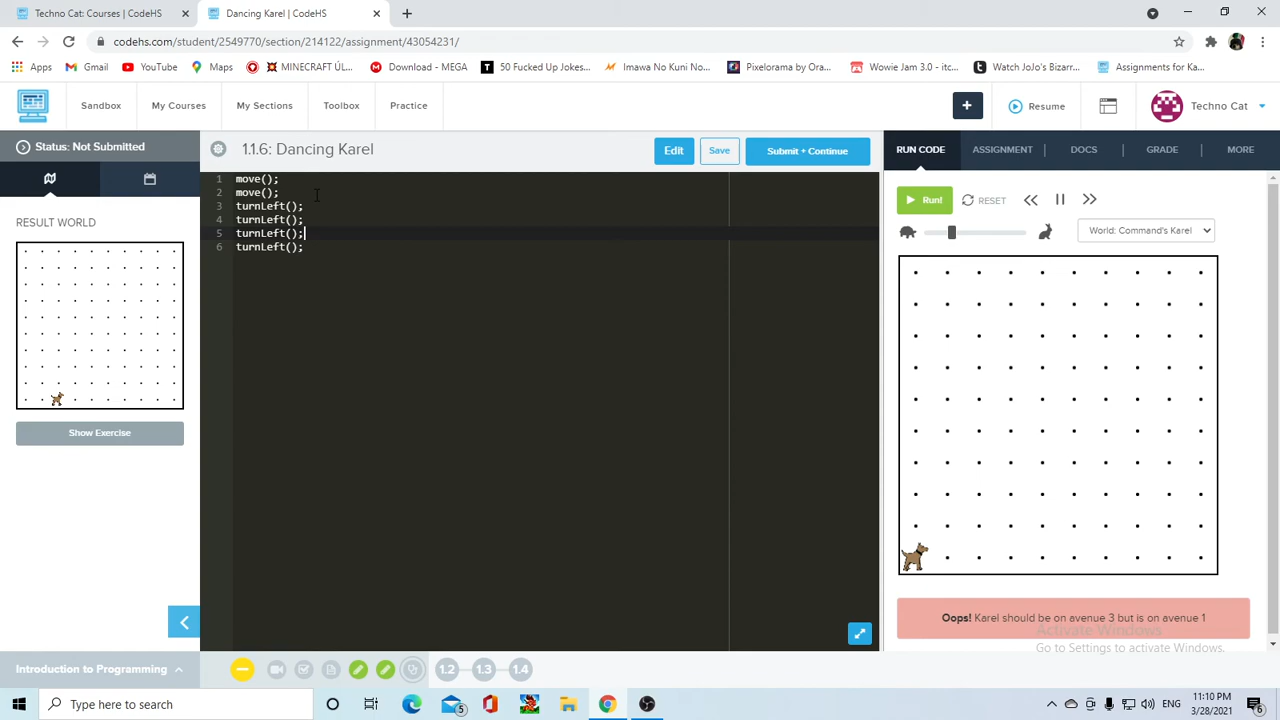 Techno Cat: Courses | CodeHS
Dancing Karel | CodeHS
codehs.com/student/2549770/section/214122/assignment/43054231/
Apps
Gmail
YouTube
Maps
MINECRAFT ÚL...
Download - MEGA
50 Fucked Up Jokes...
Imawa No Kuni No...
Pixelorama by Ora...
Wowie Jam 3.0 - itc...
Watch JoJo's Bizarr...
Assignments for Ka...
Sandbox
My Courses
My Sections
Toolbox
Practice
Resume
Techno Cat
Status: Not Submitted
RESULT WORLD
Show Exercise
Introduction to Programming
1.1.6: Dancing Karel
Edit
Save
Submit + Continue
1 move();
2 move();
3 turnLeft();
4 turnLeft();
5 turnLeft();
6 turnLeft();
1.2
1.3
1.4
RUN CODE
ASSIGNMENT
DOCS
GRADE
MORE
Run!
RESET
World: Command's Karel
Oops! Karel should be on avenue 3 but is on avenue 1
Activate Windows
Go to Settings to activate Windows.
Type here to search
5
ENG
11:10 PM
3/28/2021
6